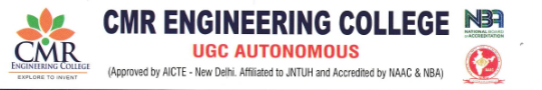 CMR
ENGINEERING COLLEGE
EXPLORE TO INVENT
CMR ENGINEERING COLLEGE
UGC AUTONOMOUS
(Approved by AICTE - New Delhi. Affiliated to JNTUH and Accredited by NAAC & NBA)
NBA
NATIONAL BOARD
of ACCREDITATION